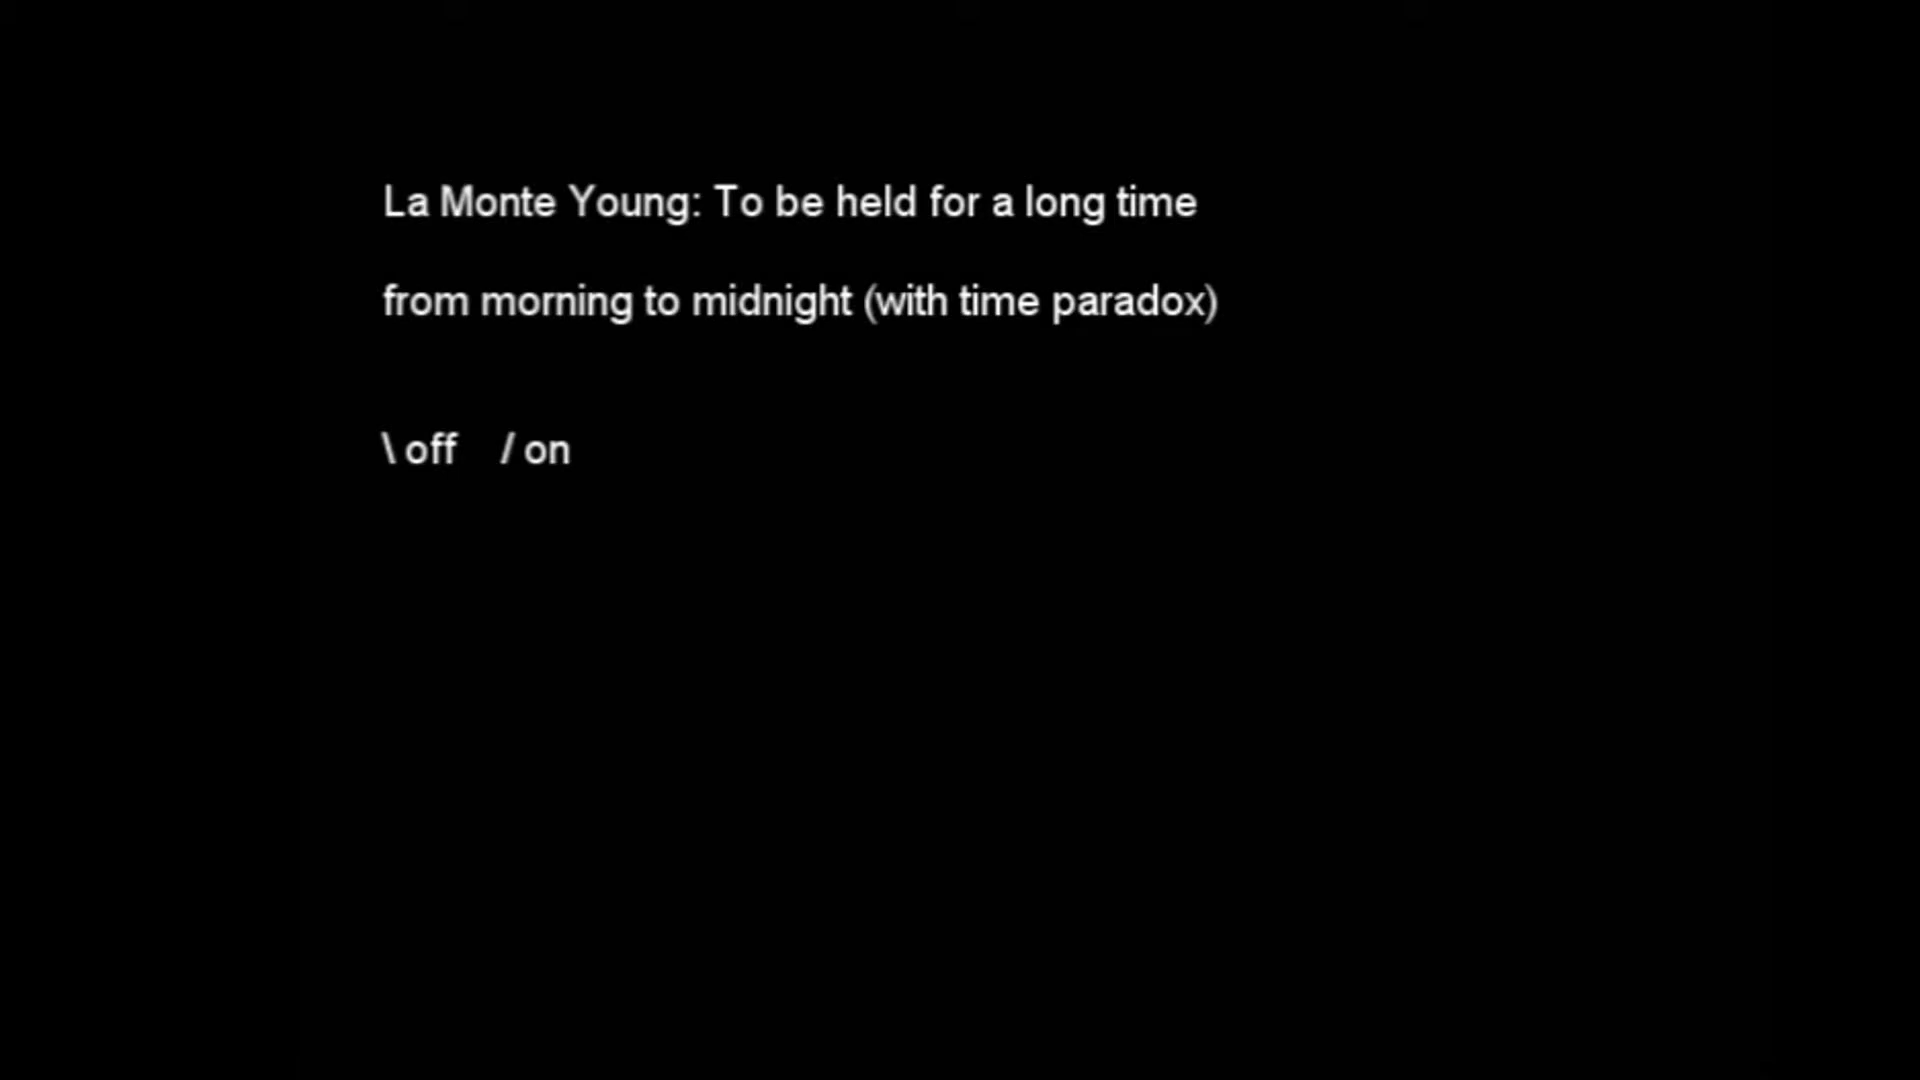 La Monte Young: To be held for a long time
from morning to midnight (with time paradox)
\ off / on